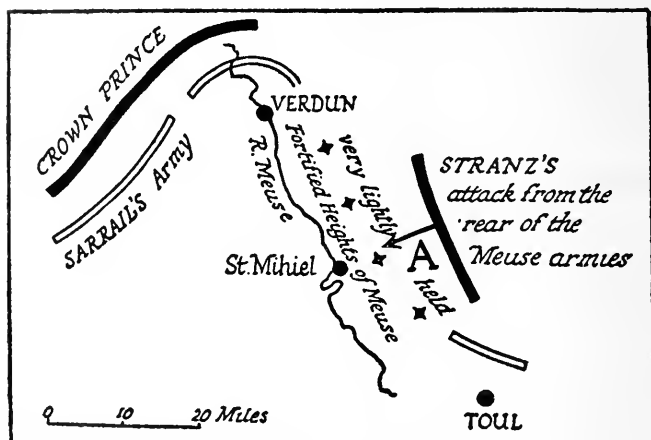 CROWN PRINCE
SARRAIL'S Army
VERDUN
R. Meuse
Fortified Heights of Meuse
very lightly
held
A
STRANZ'S
attack from the
rear of the
Meuse armies
St. Mihiel
TOUL
0 10 20 Miles